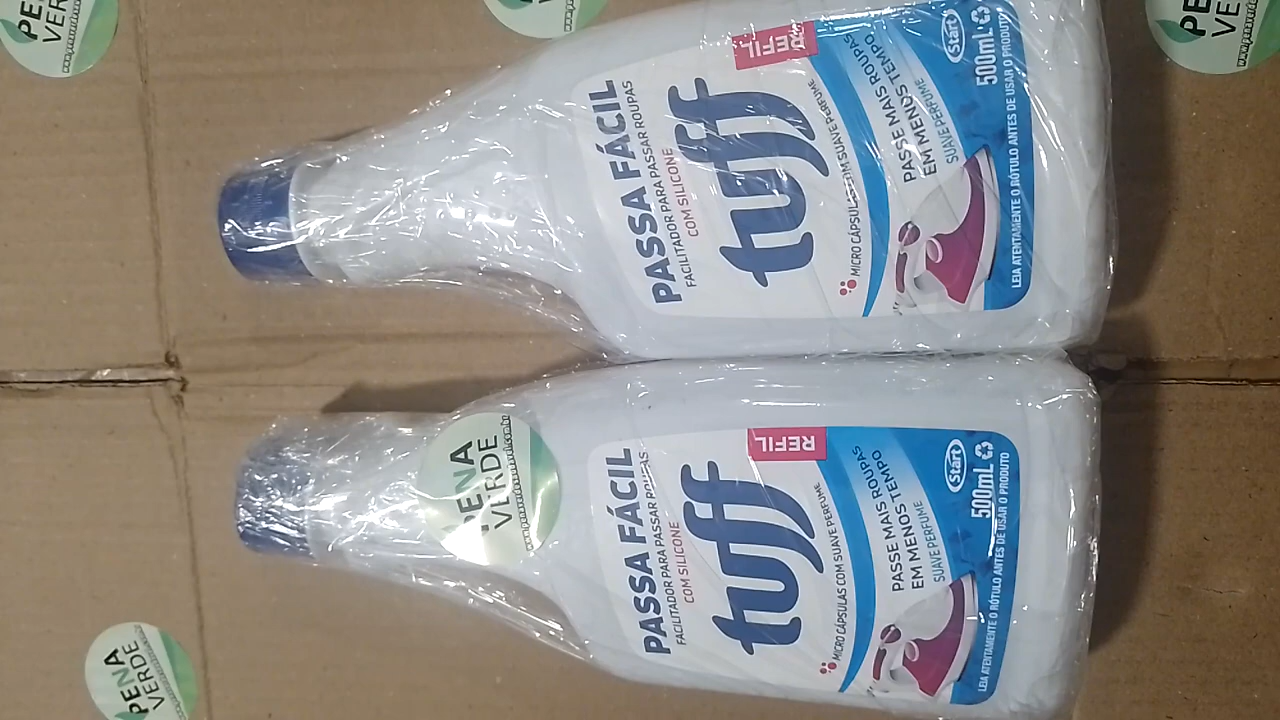 PASSA FÁCIL
FACILITADOR PARA PASSAR ROUPAS
COM SILICONE
tuff
REFIL
MICRO CÁPSULAS COM SUAVE PERFUME
PASSE MAIS ROUPAS
EM MENOS TEMPO
SUAVE PERFUME
Start
500mL
LEIA ATENTAMENTE O RÓTULO ANTES DE USAR O PRODUTO
PASSA FÁCIL
FACILITADOR PARA PASSAR ROUPAS
COM SILICONE
tuff
REFIL
MICRO CÁPSULAS COM SUAVE PERFUME
PASSE MAIS ROUPAS
EM MENOS TEMPO
SUAVE PERFUME
Start
500mL
LEIA ATENTAMENTE O RÓTULO ANTES DE USAR O PRODUTO
PENA
VERDE
PENA
VERDE
PENA
VERDE
PENA
VERDE